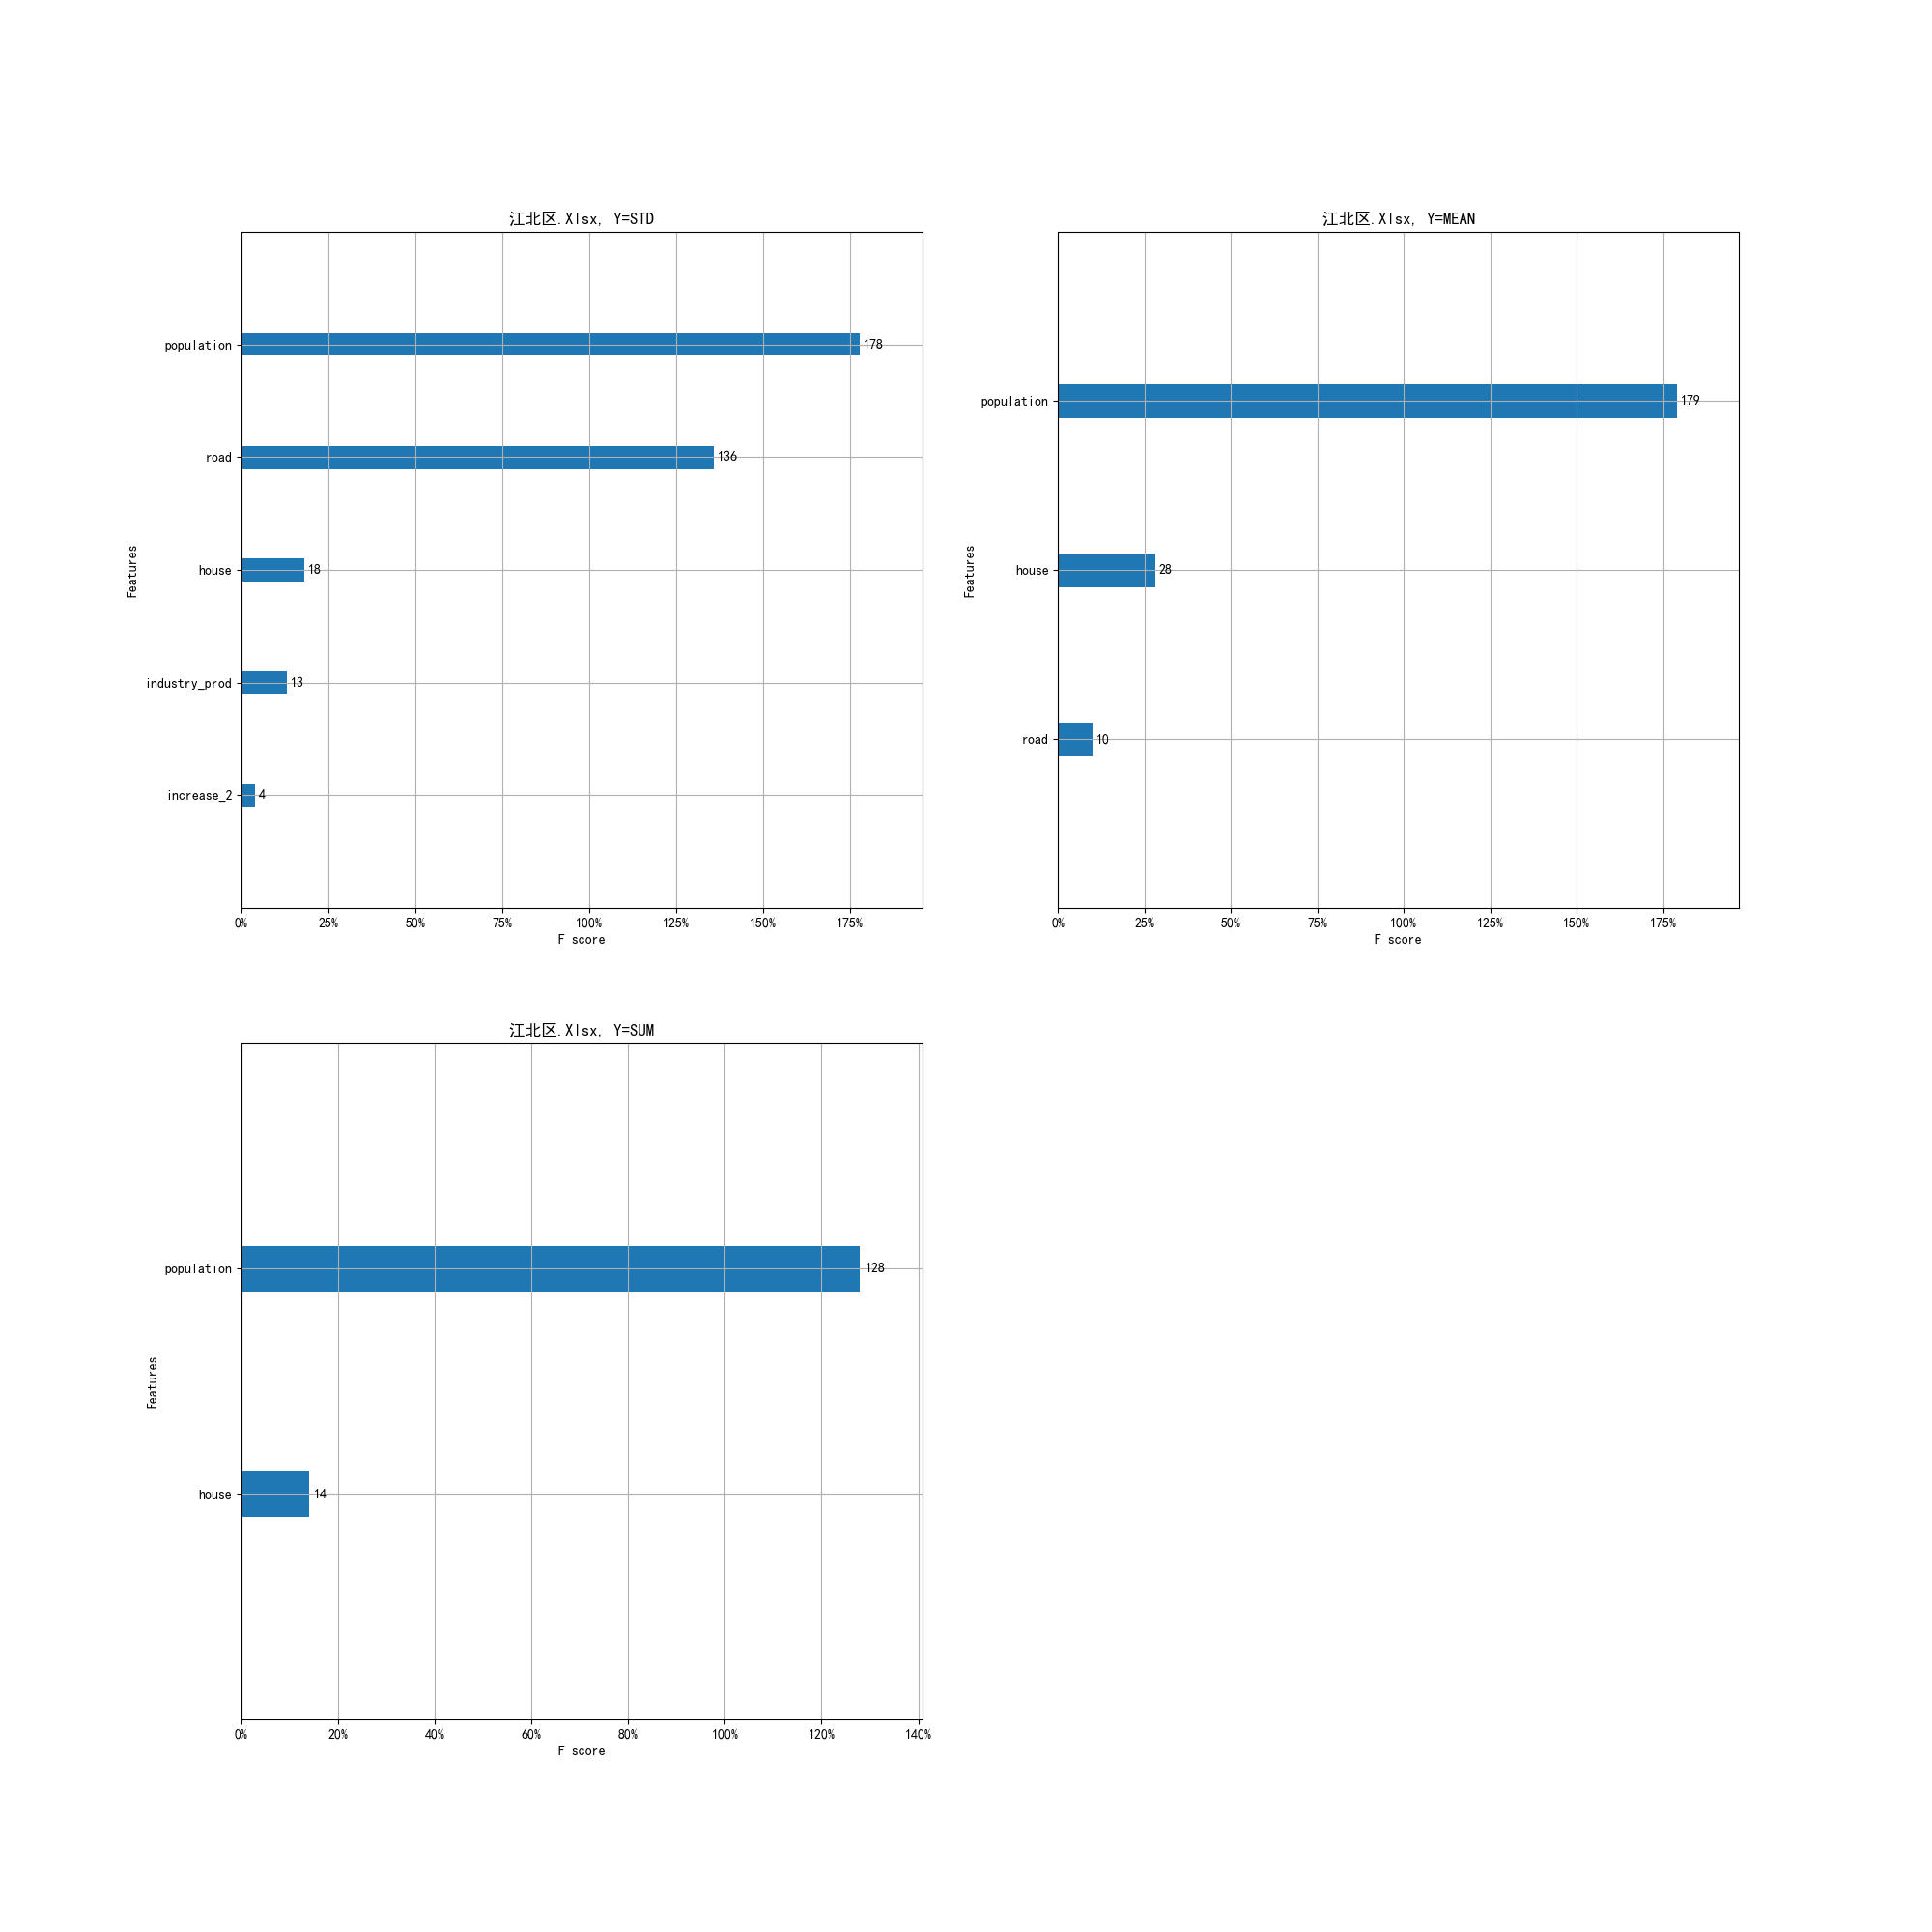 江北区.Xlsx, Y=STD
Features
population
178
road
136
house
18
industry_prod
13
increase_2
4
0% 25% 50% 75% 100% 125% 150% 175%
F score
江北区.Xlsx, Y=MEAN
Features
population
179
house
28
road
10
0% 25% 50% 75% 100% 125% 150% 175%
F score
江北区.Xlsx, Y=SUM
Features
population
128
house
14
0% 20% 40% 60% 80% 100% 120% 140%
F score